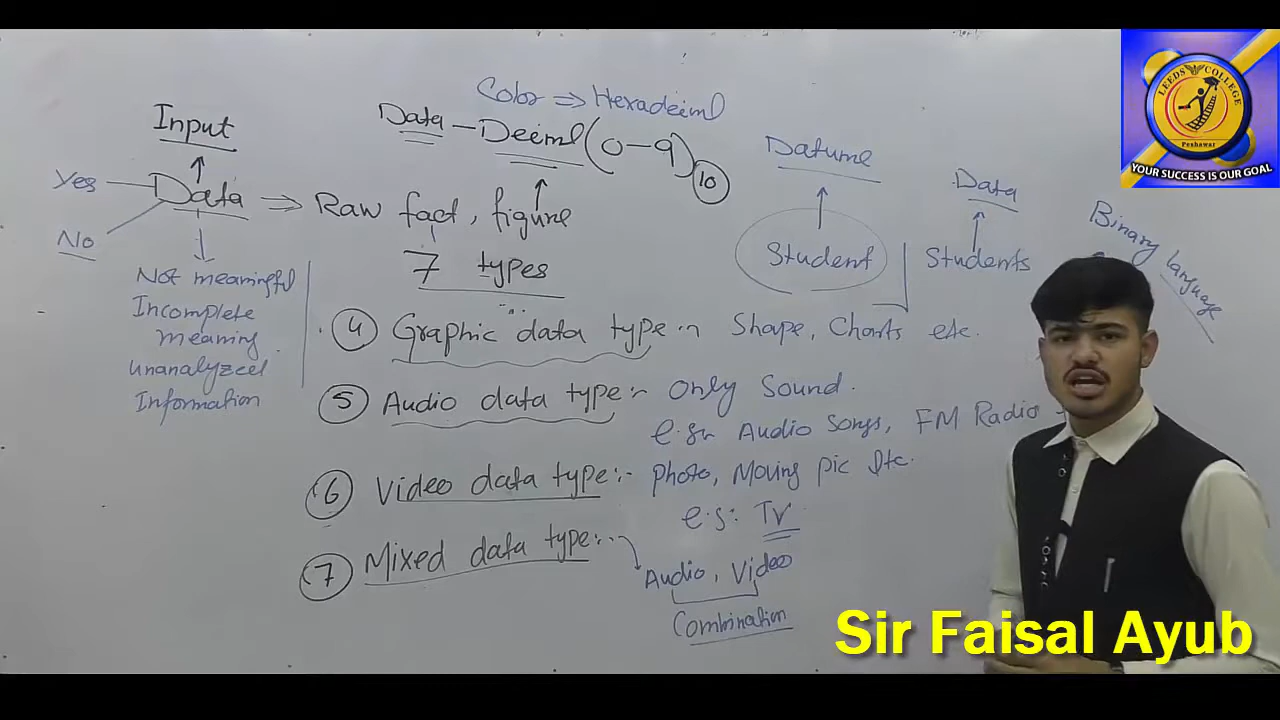 Color ⇒ Hexadeiml
Input
Data – Deiml (0 – 9)10
Yes
No
Data ⇒ Raw fact, figure
7 types
Not meaningful
Incomplete
meaning
Unanalyzed
Information
Datume
Student
Data
Students
Binary language
4 Graphic data type :- Shape, Charts etc.
5 Audio data type :- Only Sound.
e.g:- Audio Songs, FM Radio
6 Video data type :- Photo, Moving pic etc.
e.g: TV
7 Mixed data type :-
Audio, Video
Combination
LEEDS COLLEGE
Peshawar
YOUR SUCCESS IS OUR GOAL
Sir Faisal Ayub